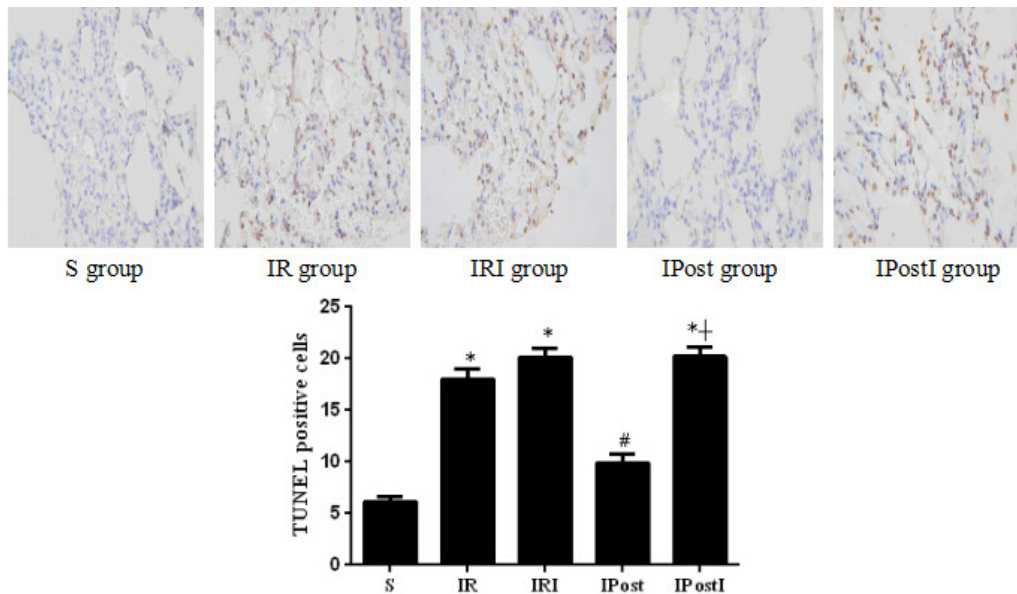 S group
IR group
IRI group
IPost group
IPostI group
TUNEL positive cells
25
20
15
10
5
0
*
*
#
*┼
S
IR
IRI
IPost
IPostI